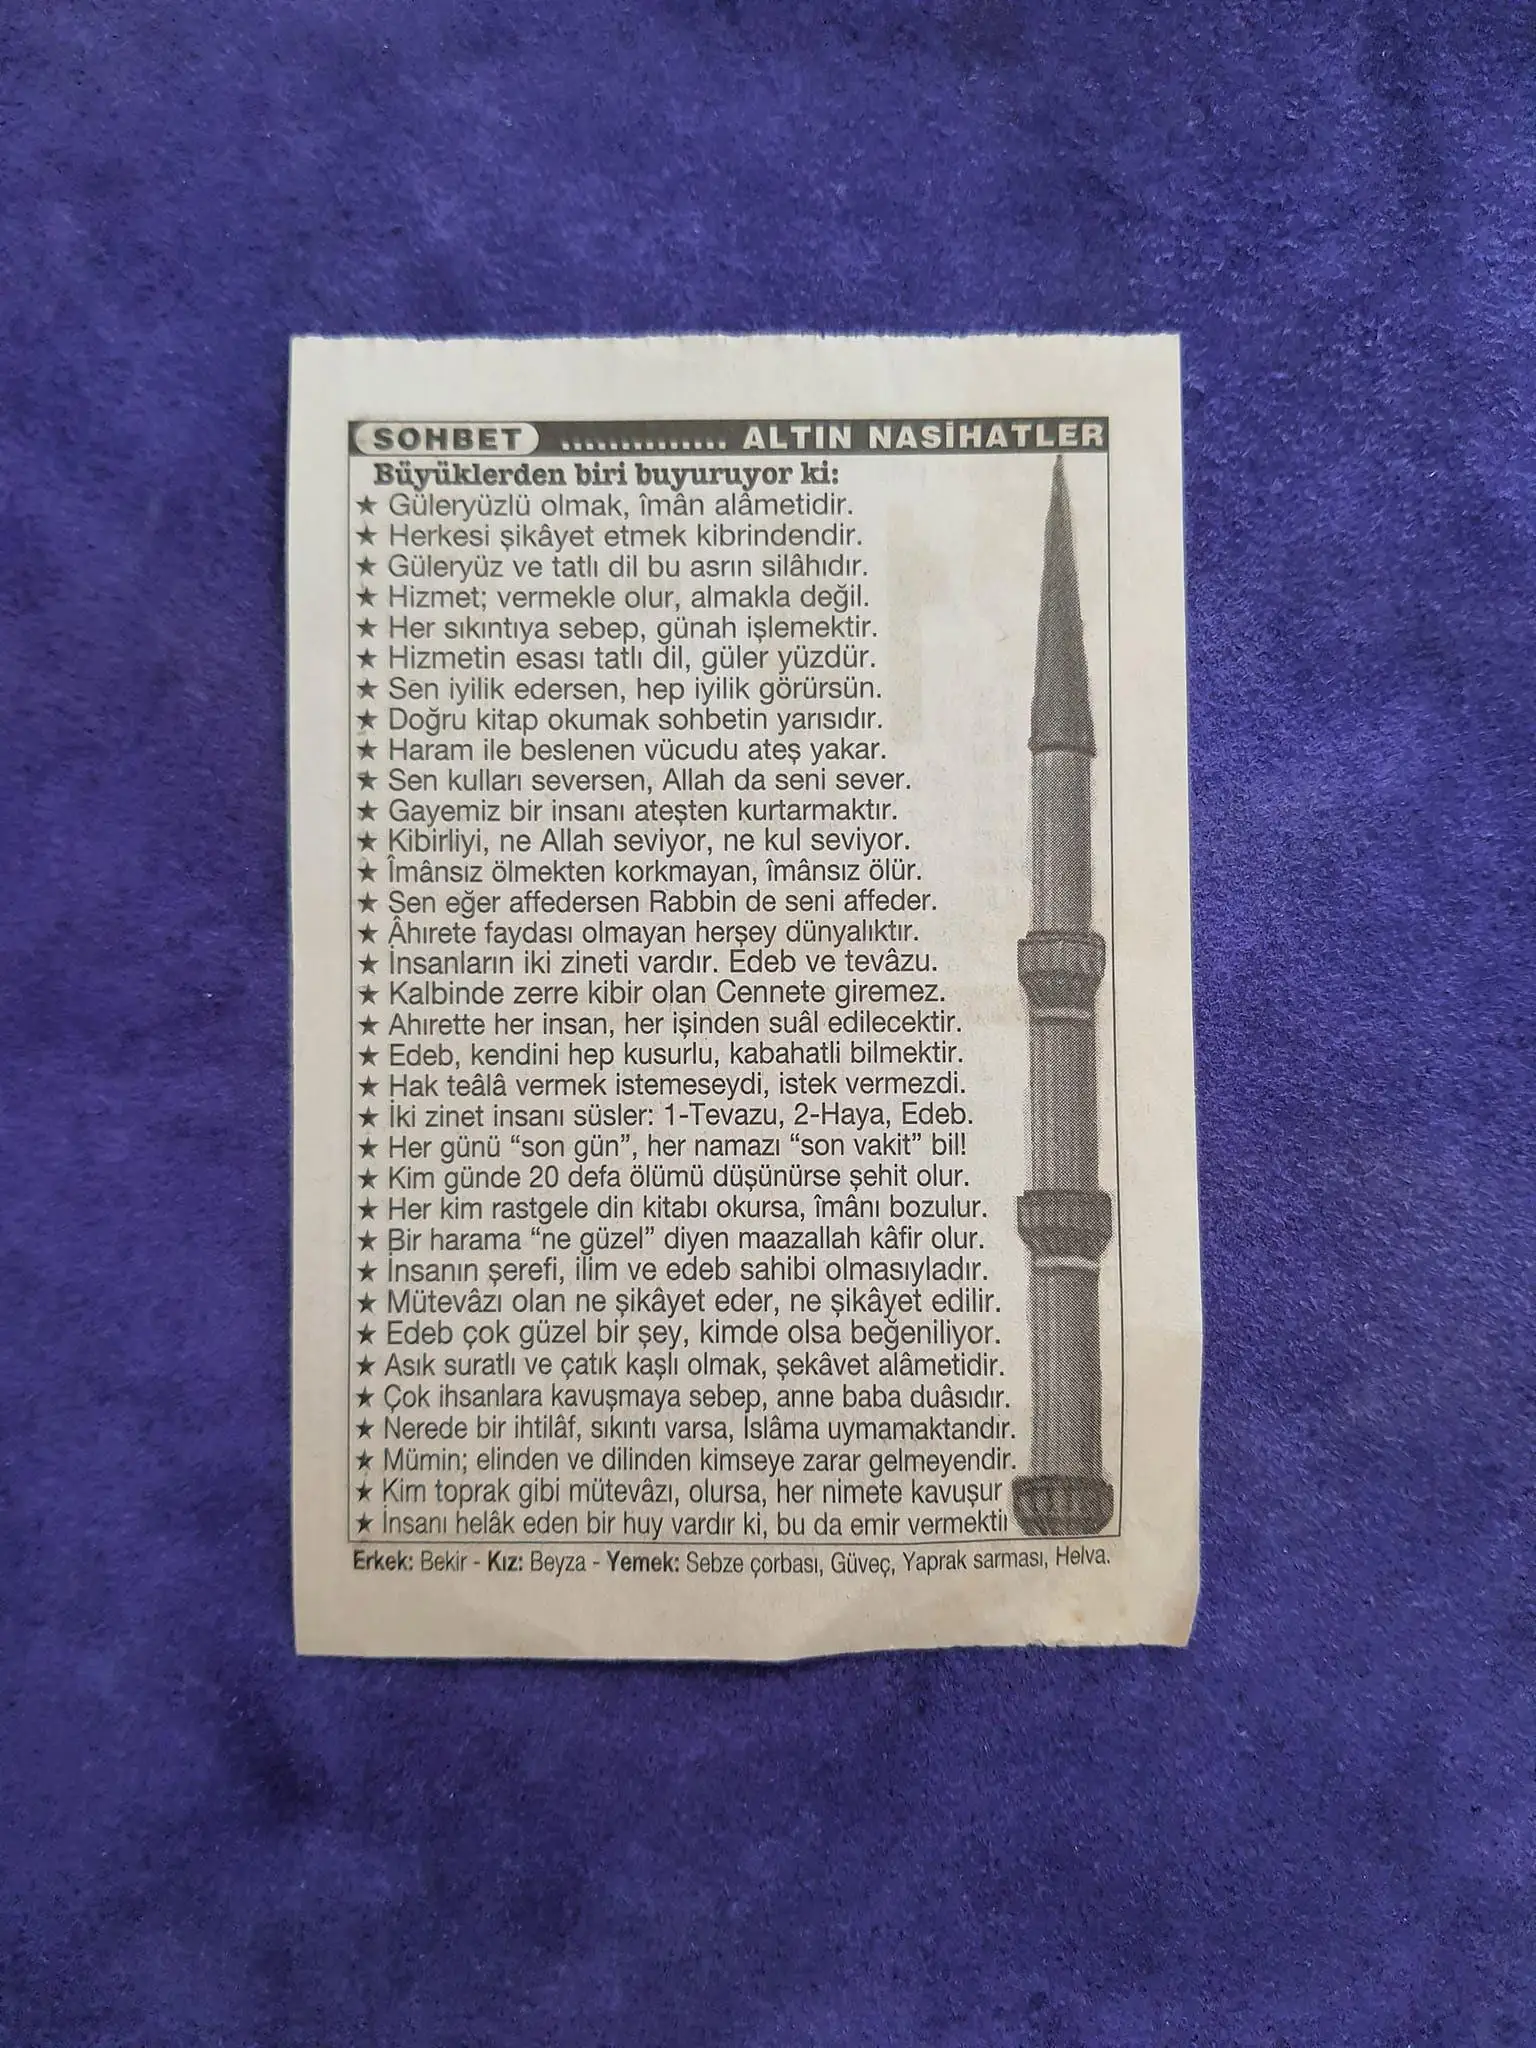 SOHBET .............. ALTIN NASİHATLER
Büyüklerden biri buyuruyor ki:
★ Güleryüzlü olmak, îmân alâmetidir.
★ Herkesi şikâyet etmek kibrindendir.
★ Güleryüz ve tatlı dil bu asrın silâhıdır.
★ Hizmet; vermekle olur, almakla değil.
★ Her sıkıntıya sebep, günah işlemektir.
★ Hizmetin esası tatlı dil, güler yüzdür.
★ Sen iyilik edersen, hep iyilik görürsün.
★ Doğru kitap okumak sohbetin yarısıdır.
★ Haram ile beslenen vücudu ateş yakar.
★ Sen kulları seversen, Allah da seni sever.
★ Gayemiz bir insanı ateşten kurtarmaktır.
★ Kibirliyi, ne Allah seviyor, ne kul seviyor.
★ Îmânsız ölmekten korkmayan, îmânsız ölür.
★ Sen eğer affedersen Rabbin de seni affeder.
★ Âhırete faydası olmayan herşey dünyalıktır.
★ İnsanların iki zineti vardır. Edeb ve tevâzu.
★ Kalbinde zerre kibir olan Cennete giremez.
★ Ahırette her insan, her işinden suâl edilecektir.
★ Edeb, kendini hep kusurlu, kabahatli bilmektir.
★ Hak teâlâ vermek istemeseydi, istek vermezdi.
★ İki zinet insanı süsler: 1-Tevazu, 2-Haya, Edeb.
★ Her günü “son gün”, her namazı “son vakit” bil!
★ Kim günde 20 defa ölümü düşünürse şehit olur.
★ Her kim rastgele din kitabı okursa, îmânı bozulur.
★ Bir harama “ne güzel” diyen maazallah kâfir olur.
★ İnsanın şerefi, ilim ve edeb sahibi olmasıyladır.
★ Mütevâzı olan ne şikâyet eder, ne şikâyet edilir.
★ Edeb çok güzel bir şey, kimde olsa beğeniliyor.
★ Asık suratlı ve çatık kaşlı olmak, şekâvet alâmetidir.
★ Çok ihsanlara kavuşmaya sebep, anne baba duâsıdır.
★ Nerede bir ihtilâf, sıkıntı varsa, İslâma uymamaktandır.
★ Mümin; elinden ve dilinden kimseye zarar gelmeyendir.
★ Kim toprak gibi mütevâzı, olursa, her nimete kavuşur
★ İnsanı helâk eden bir huy vardır ki, bu da emir vermektir
Erkek: Bekir - Kız: Beyza - Yemek: Sebze çorbası, Güveç, Yaprak sarması, Helva.